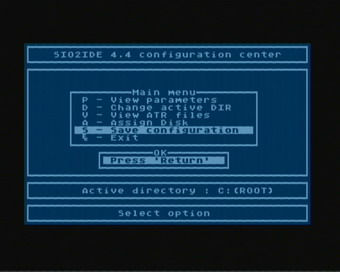 SIO2IDE 4.4 configuration center
Main menu
P - View parameters
D - Change active DIR
V - View ATR files
A - Assign Disk
S - Save configuration
E - Exit
OK
Press 'Return'
Active directory : C:(ROOT)
Select option